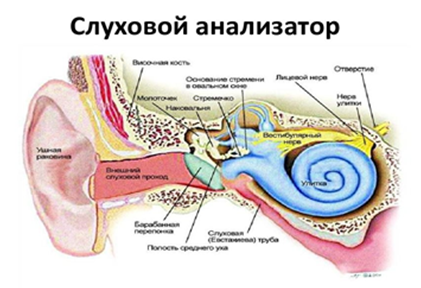 Слуховой анализатор
Височная кость
Основание стремени
в овальном окне
Лицевой нерв
Отверстие
Молоточек
Стремечко
Нерв
улитки
Наковальня
Вестибулярный
нерв
Ушная
раковина
Внешний
слуховой проход
Улитка
Барабанная
перепонка
Слуховая
(Евстахиева) труба
Полость среднего уха